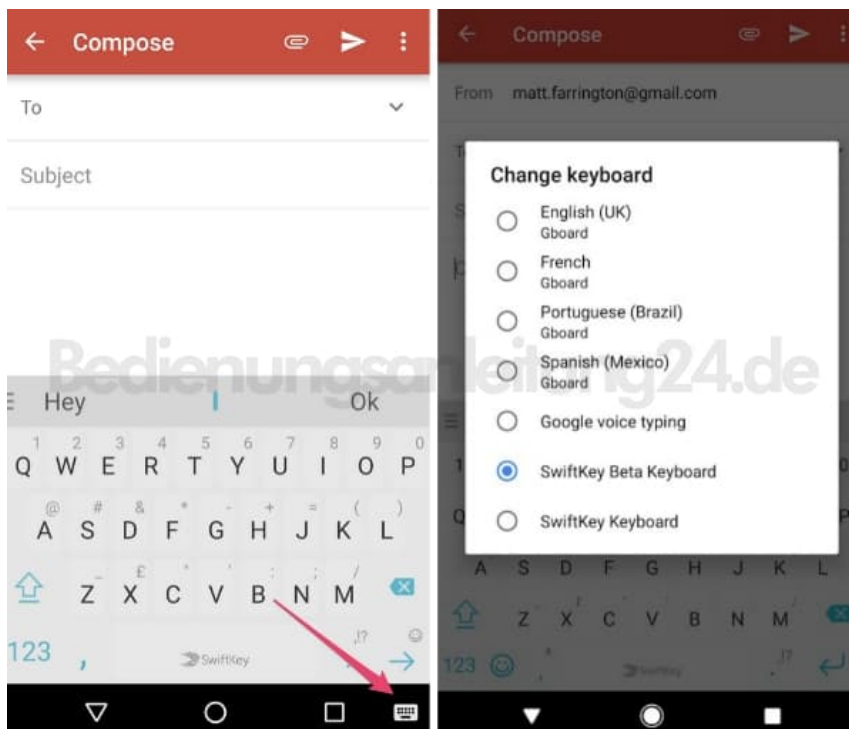 Compose
To
Subject
Hey I Ok
1 2 3 4 5 6 7 8 9 0
Q W E R T Y U I O P
@ # & * - + = ( )
A S D F G H J K L
_ £ " ' : ; /
Z X C V B N M
123 , SwiftKey . ,!?
Compose
From matt.farrington@gmail.com
Change keyboard
English (UK)
Gboard
French
Gboard
Portuguese (Brazil)
Gboard
Spanish (Mexico)
Gboard
Google voice typing
SwiftKey Beta Keyboard
SwiftKey Keyboard
A S D F G H J K L
Z X C V B N M
123 , SwiftKey . ,!?
Bedienungsanleitung24.de